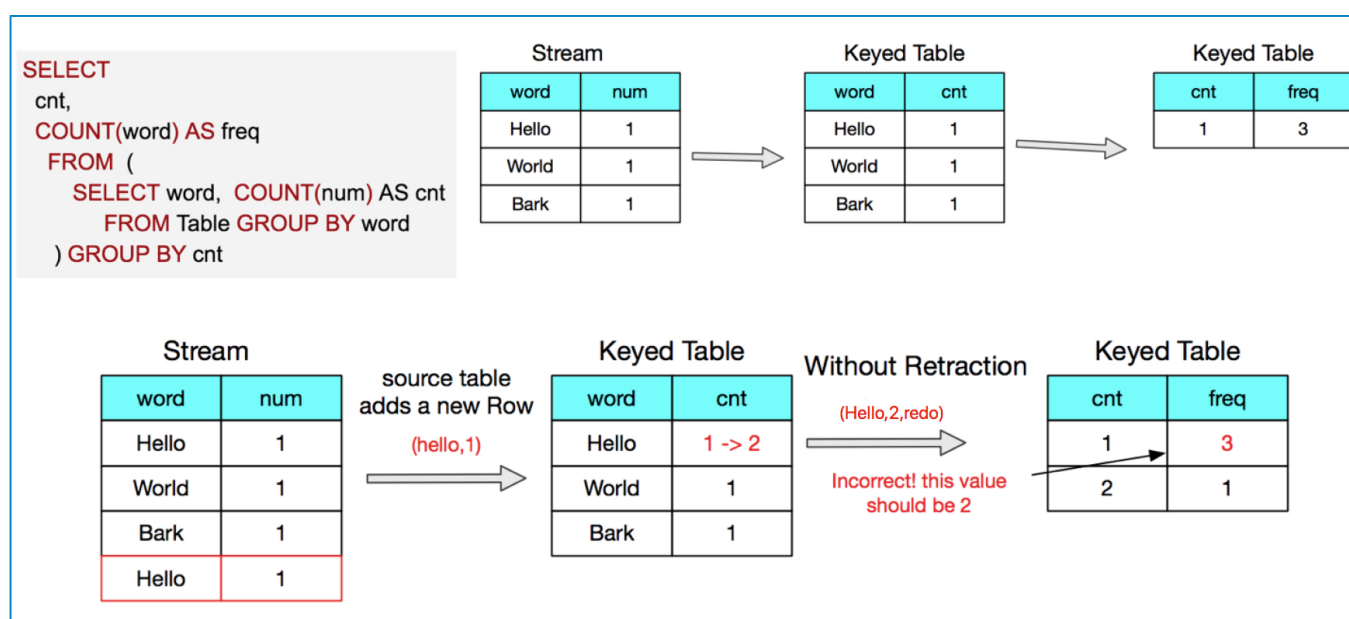 SELECT
cnt,
COUNT(word) AS freq
FROM (
SELECT word, COUNT(num) AS cnt
FROM Table GROUP BY word
) GROUP BY cnt
Stream
word num
Hello 1
World 1
Bark 1
Keyed Table
word cnt
Hello 1
World 1
Bark 1
Keyed Table
cnt freq
1 3
Stream
word num
Hello 1
World 1
Bark 1
Hello 1
source table
adds a new Row
(hello,1)
Keyed Table
word cnt
Hello 1 -> 2
World 1
Bark 1
Without Retraction
(Hello,2,redo)
Incorrect! this value
should be 2
Keyed Table
cnt freq
1 3
2 1